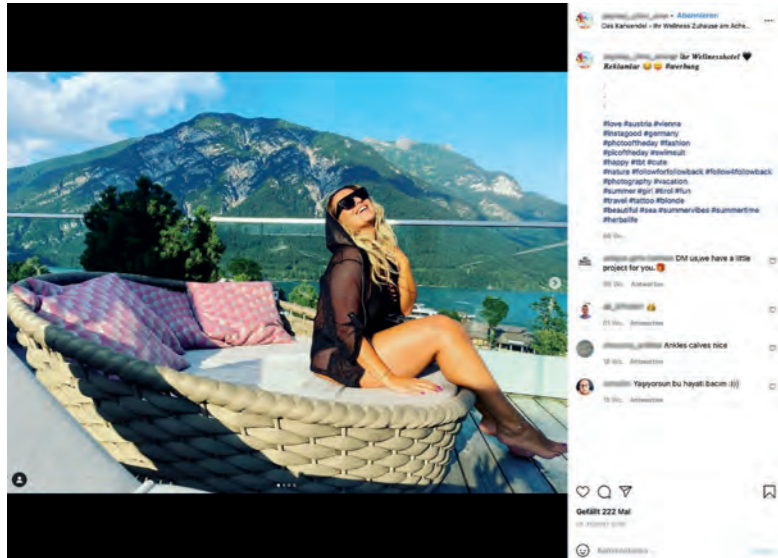 • Abonnieren
Das Karwendel - Ihr Wellness Zuhause am Ache...
Ihr Wellnesshotel 🖤
Reklamlar 😂 😂 #werbung
.
.
.
#love #austria #vienna
#instagood #germany
#photooftheday #fashion
#picoftheday #swimsuit
#happy #tbt #cute
#nature #followforfollowback #follow4followback
#photography #vacation
#summer #girl #tirol #fun
#travel #tattoo #blonde
#beautiful #sea #summervibes #summertime
#herbalife
DM us,we have a little
project for you.🎁
Antworten
Antworten
Ankles calves nice
Antworten
Yaşıyorsun bu hayatı bacım :)))
Antworten
Gefällt 222 Mal